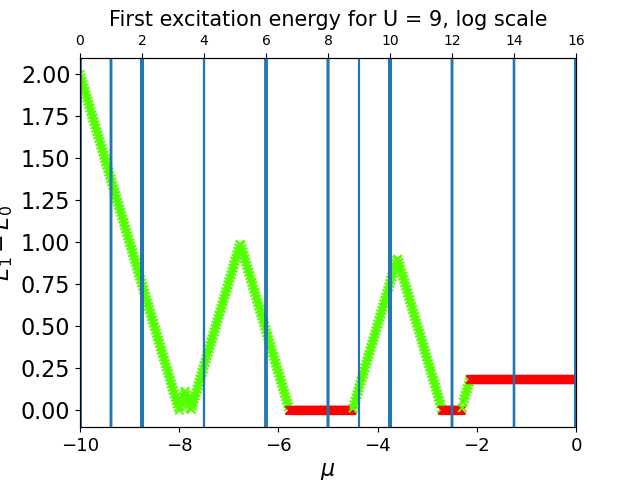 First excitation energy for U = 9, log scale
0 2 4 6 8 10 12 14 16
2.00
1.75
1.50
1.25
1.00
0.75
0.50
0.25
0.00
E₁ − E₀
−10 −8 −6 −4 −2 0
μ